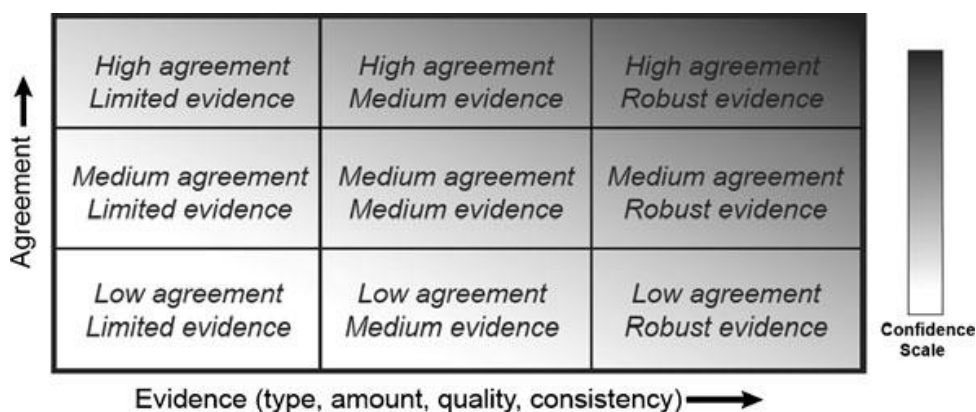 High agreement
Limited evidence
High agreement
Medium evidence
High agreement
Robust evidence
Agreement
Medium agreement
Limited evidence
Medium agreement
Medium evidence
Medium agreement
Robust evidence
Low agreement
Limited evidence
Low agreement
Medium evidence
Low agreement
Robust evidence
Confidence
Scale
Evidence (type, amount, quality, consistency)